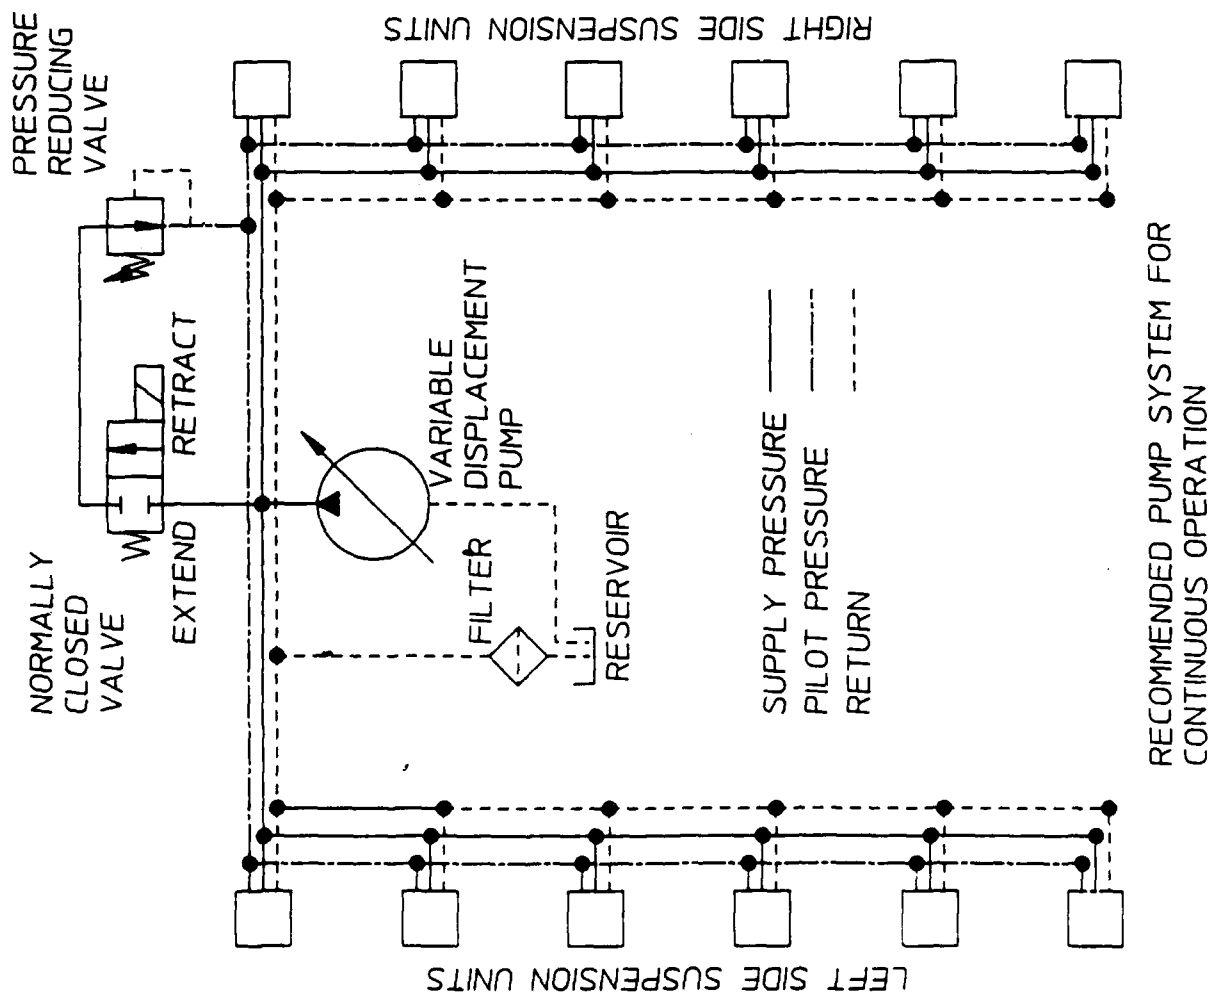 RIGHT SIDE SUSPENSION UNITS
PRESSURE
REDUCING
VALVE
NORMALLY
CLOSED
VALVE
EXTEND RETRACT
VARIABLE
DISPLACEMENT
PUMP
FILTER
RESERVOIR
SUPPLY PRESSURE
PILOT PRESSURE
RETURN
LEFT SIDE SUSPENSION UNITS
RECOMMENDED PUMP SYSTEM FOR
CONTINUOUS OPERATION